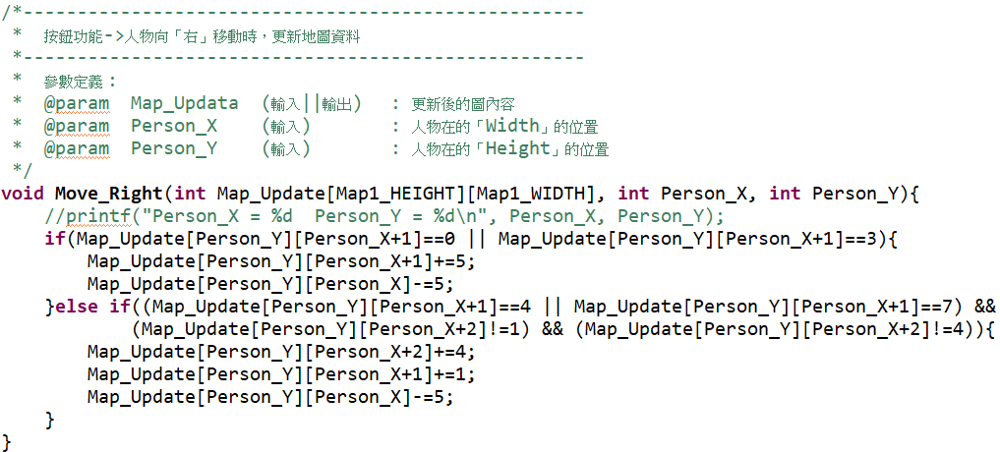 /*----------------------------------------------------
 *  按鈕功能->人物向「右」移動時，更新地圖資料
 *----------------------------------------------------
 *  參數定義：
 *  @param  Map_Updata  (輸入||輸出)   : 更新後的圖內容
 *  @param  Person_X    (輸入)         : 人物在的「Width」的位置
 *  @param  Person_Y    (輸入)         : 人物在的「Height」的位置
 */
void Move_Right(int Map_Update[Map1_HEIGHT][Map1_WIDTH], int Person_X, int Person_Y){
    //printf("Person_X = %d  Person_Y = %d\n", Person_X, Person_Y);
    if(Map_Update[Person_Y][Person_X+1]==0 || Map_Update[Person_Y][Person_X+1]==3){
        Map_Update[Person_Y][Person_X+1]+=5;
        Map_Update[Person_Y][Person_X]-=5;
    }else if((Map_Update[Person_Y][Person_X+1]==4 || Map_Update[Person_Y][Person_X+1]==7) &&
            (Map_Update[Person_Y][Person_X+2]!=1) && (Map_Update[Person_Y][Person_X+2]!=4)){
        Map_Update[Person_Y][Person_X+2]+=4;
        Map_Update[Person_Y][Person_X+1]+=1;
        Map_Update[Person_Y][Person_X]-=5;
    }
}